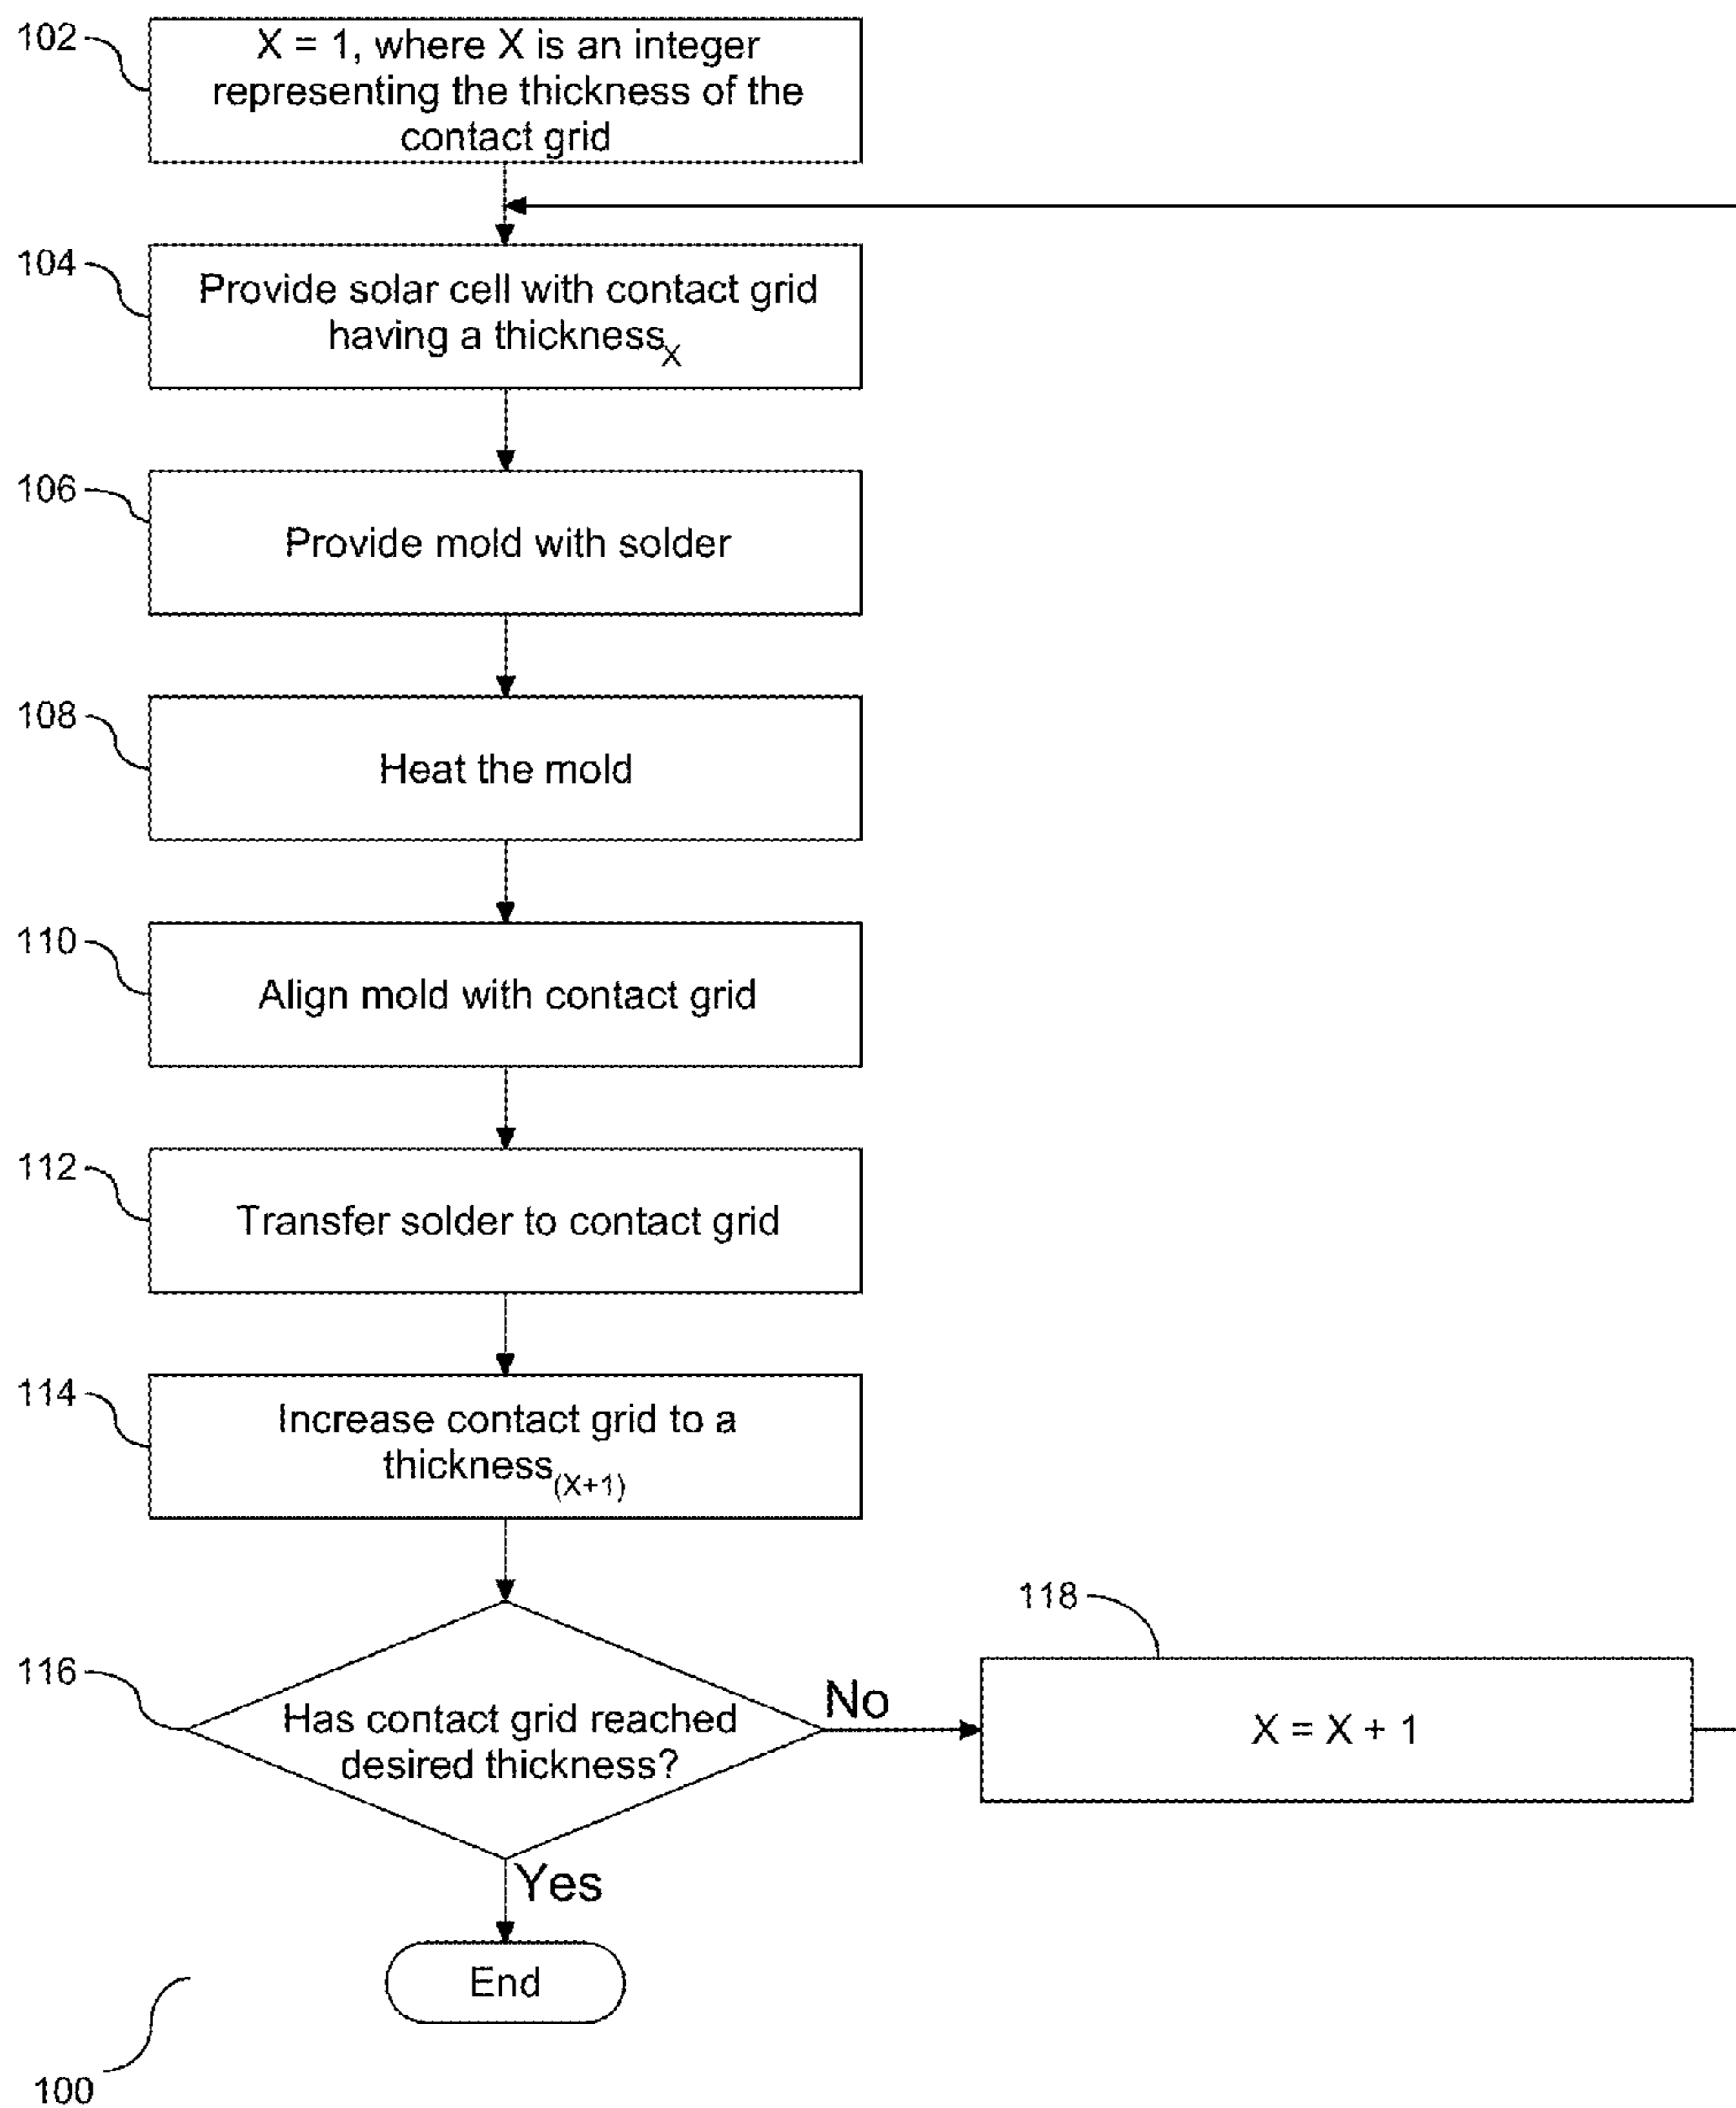 102
X = 1, where X is an integer
representing the thickness of the
contact grid
104
Provide solar cell with contact grid
having a thicknessX
106
Provide mold with solder
108
Heat the mold
110
Align mold with contact grid
112
Transfer solder to contact grid
114
Increase contact grid to a
thickness(X+1)
116
Has contact grid reached
desired thickness?
No
118
X = X + 1
Yes
End
100